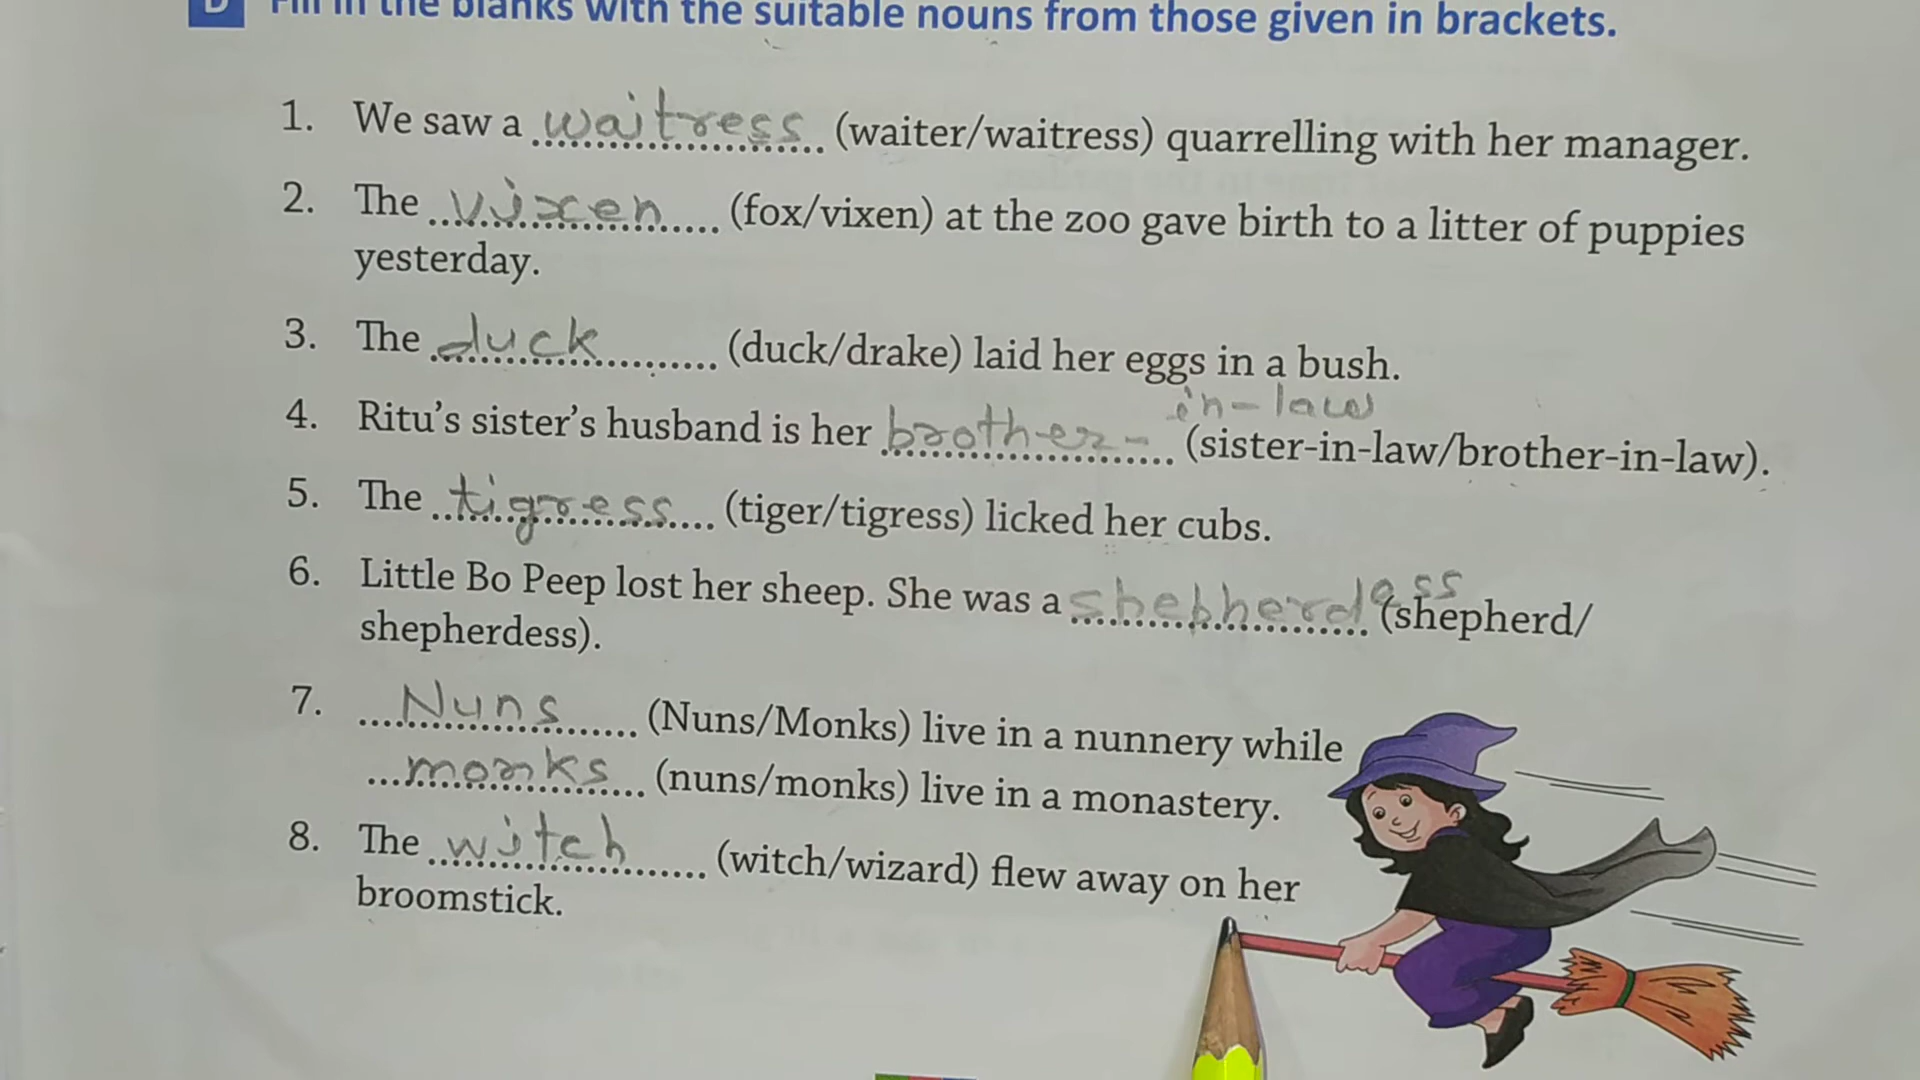 D Fill in the blanks with the suitable nouns from those given in brackets.
1. We saw a waitress (waiter/waitress) quarrelling with her manager.
2. The vixen (fox/vixen) at the zoo gave birth to a litter of puppies
yesterday.
3. The duck (duck/drake) laid her eggs in a bush.
in-law
4. Ritu's sister's husband is her brother- (sister-in-law/brother-in-law).
5. The tigress (tiger/tigress) licked her cubs.
6. Little Bo Peep lost her sheep. She was a shepherdess (shepherd/
shepherdess).
7. Nuns (Nuns/Monks) live in a nunnery while
monks (nuns/monks) live in a monastery.
8. The witch (witch/wizard) flew away on her
broomstick.